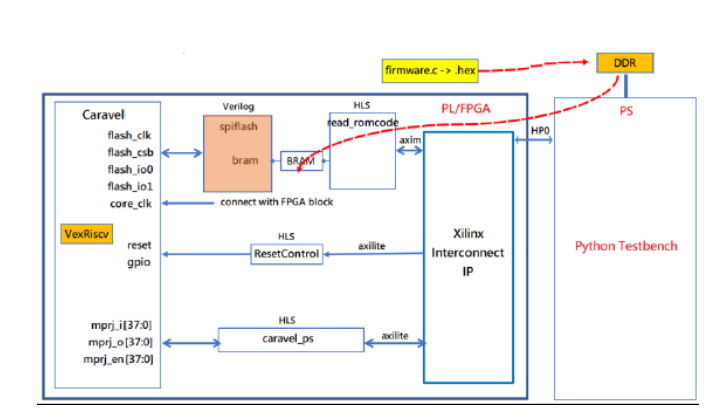 firmware.c -> .hex
DDR
Caravel
flash_clk
flash_csb
flash_io0
flash_io1
core_clk
VexRiscv
reset
gpio
mprj_i[37:0]
mprj_o[37:0]
mprj_en[37:0]
Verilog
spiflash
bram
BRAM
HLS
read_romcode
axim
connect with FPGA block
HLS
ResetControl
axilite
HLS
caravel_ps
axilite
PL/FPGA
Xilinx
Interconnect
IP
HP0
PS
Python Testbench